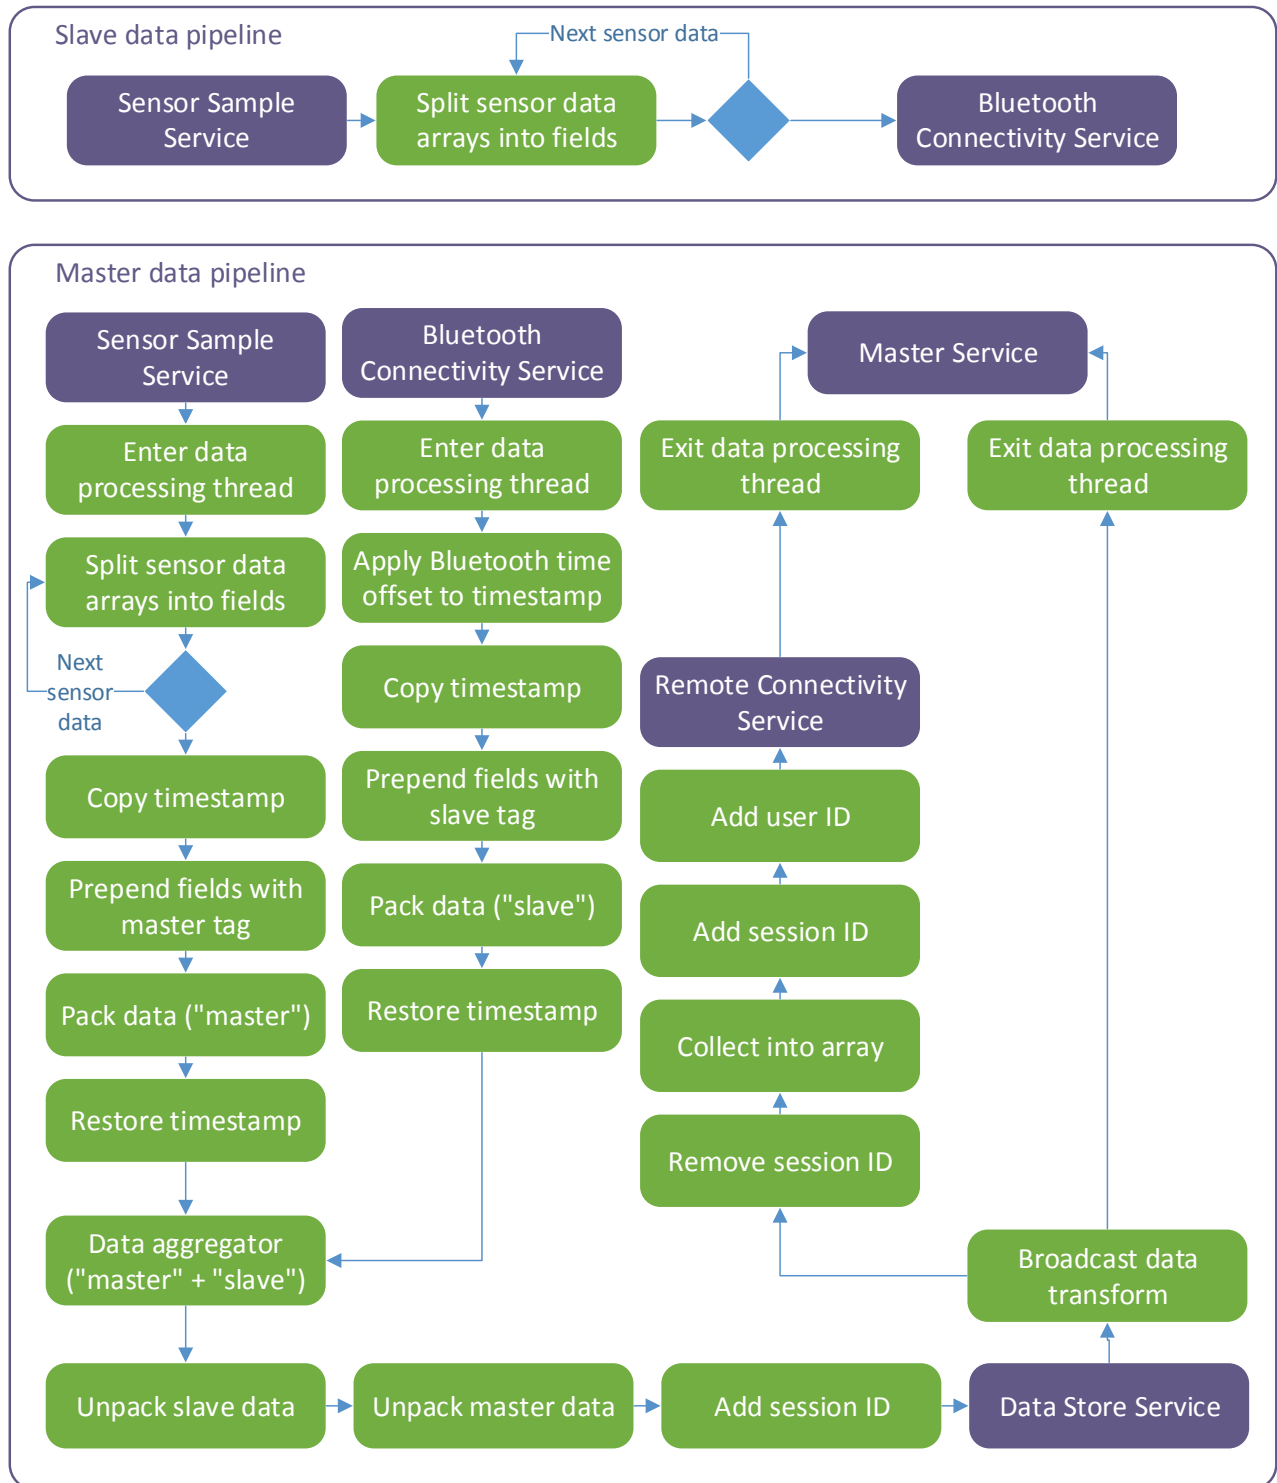 Slave data pipeline
Next sensor data
Sensor Sample
Service
Split sensor data
arrays into fields
Bluetooth
Connectivity Service
Master data pipeline
Sensor Sample
Service
Enter data
processing thread
Split sensor data
arrays into fields
Next
sensor
data
Copy timestamp
Prepend fields with
master tag
Pack data ("master")
Restore timestamp
Data aggregator
("master" + "slave")
Unpack slave data
Bluetooth
Connectivity Service
Enter data
processing thread
Apply Bluetooth time
offset to timestamp
Copy timestamp
Prepend fields with
slave tag
Pack data ("slave")
Restore timestamp
Unpack master data
Add session ID
Data Store Service
Broadcast data
transform
Remove session ID
Collect into array
Add session ID
Add user ID
Remote Connectivity
Service
Exit data processing
thread
Exit data processing
thread
Master Service